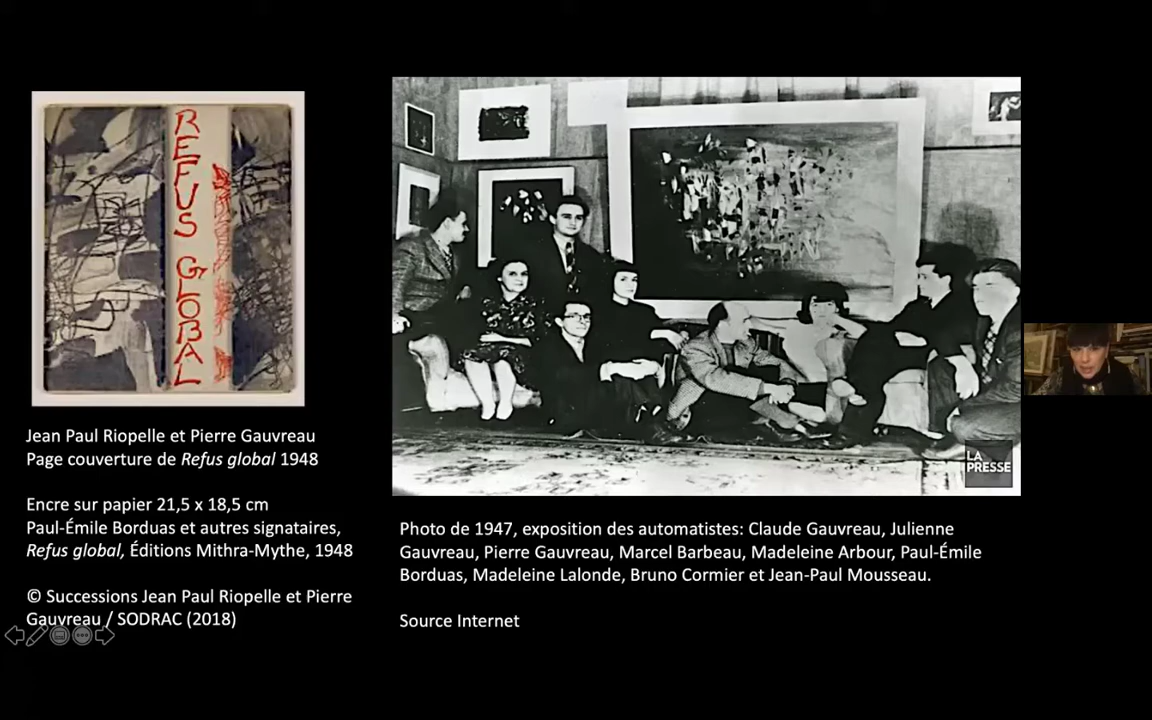 REFUS GLOBAL
Jean Paul Riopelle et Pierre Gauvreau
Page couverture de Refus global 1948
Encre sur papier 21,5 x 18,5 cm
Paul-Émile Borduas et autres signataires,
Refus global, Éditions Mithra-Mythe, 1948
© Successions Jean Paul Riopelle et Pierre
Gauvreau / SODRAC (2018)
LA
PRESSE
Photo de 1947, exposition des automatistes: Claude Gauvreau, Julienne
Gauvreau, Pierre Gauvreau, Marcel Barbeau, Madeleine Arbour, Paul-Émile
Borduas, Madeleine Lalonde, Bruno Cormier et Jean-Paul Mousseau.
Source Internet